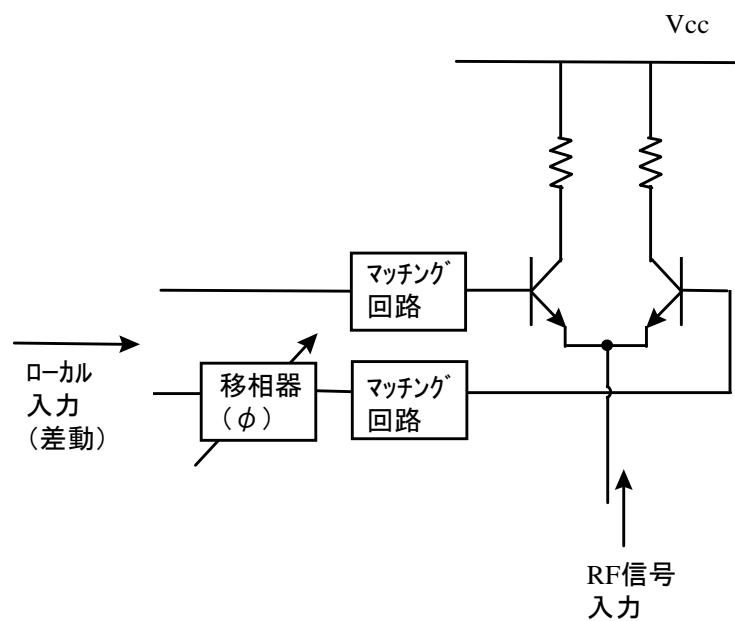 Vcc
マッチング
回路
ローカル
入力
(差動)
移相器
(φ)
マッチング
回路
RF信号
入力